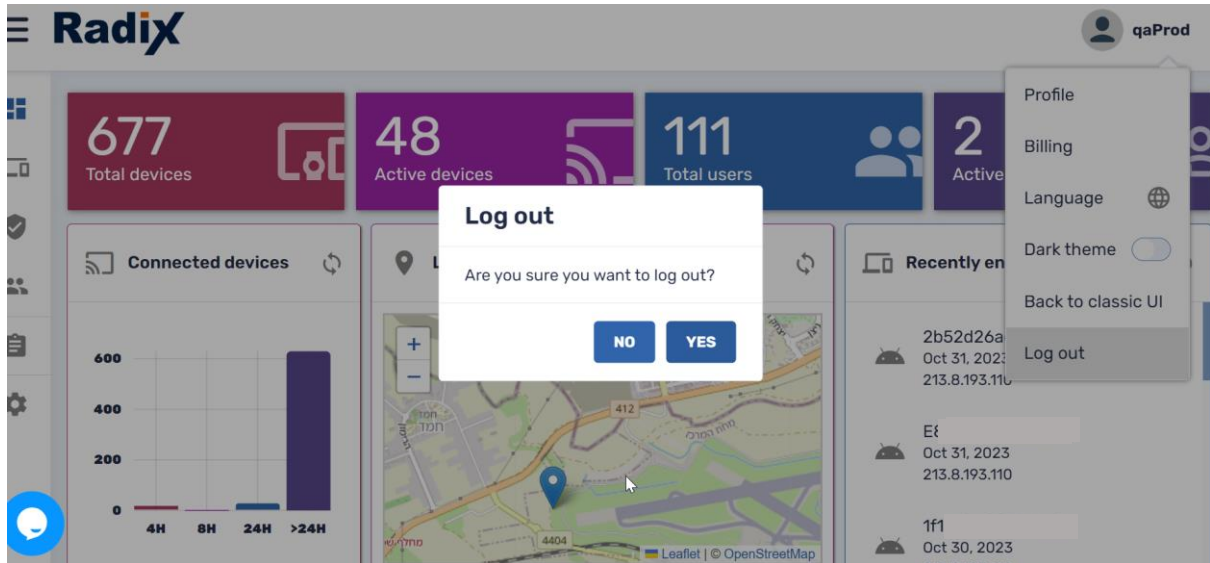 Radix
qaProd
677
Total devices
48
Active devices
111
Total users
2
Active
Profile
Billing
Language
Dark theme
Back to classic UI
Log out
Log out
Are you sure you want to log out?
NO
YES
Connected devices
600
400
200
0
4H 8H 24H >24H
L
+
−
412
4404
חמד
Leaflet | © OpenStreetMap
Recently en
2b52d26a
Oct 31, 2023
213.8.193.110
E8
Oct 31, 2023
213.8.193.110
1f1
Oct 30, 2023